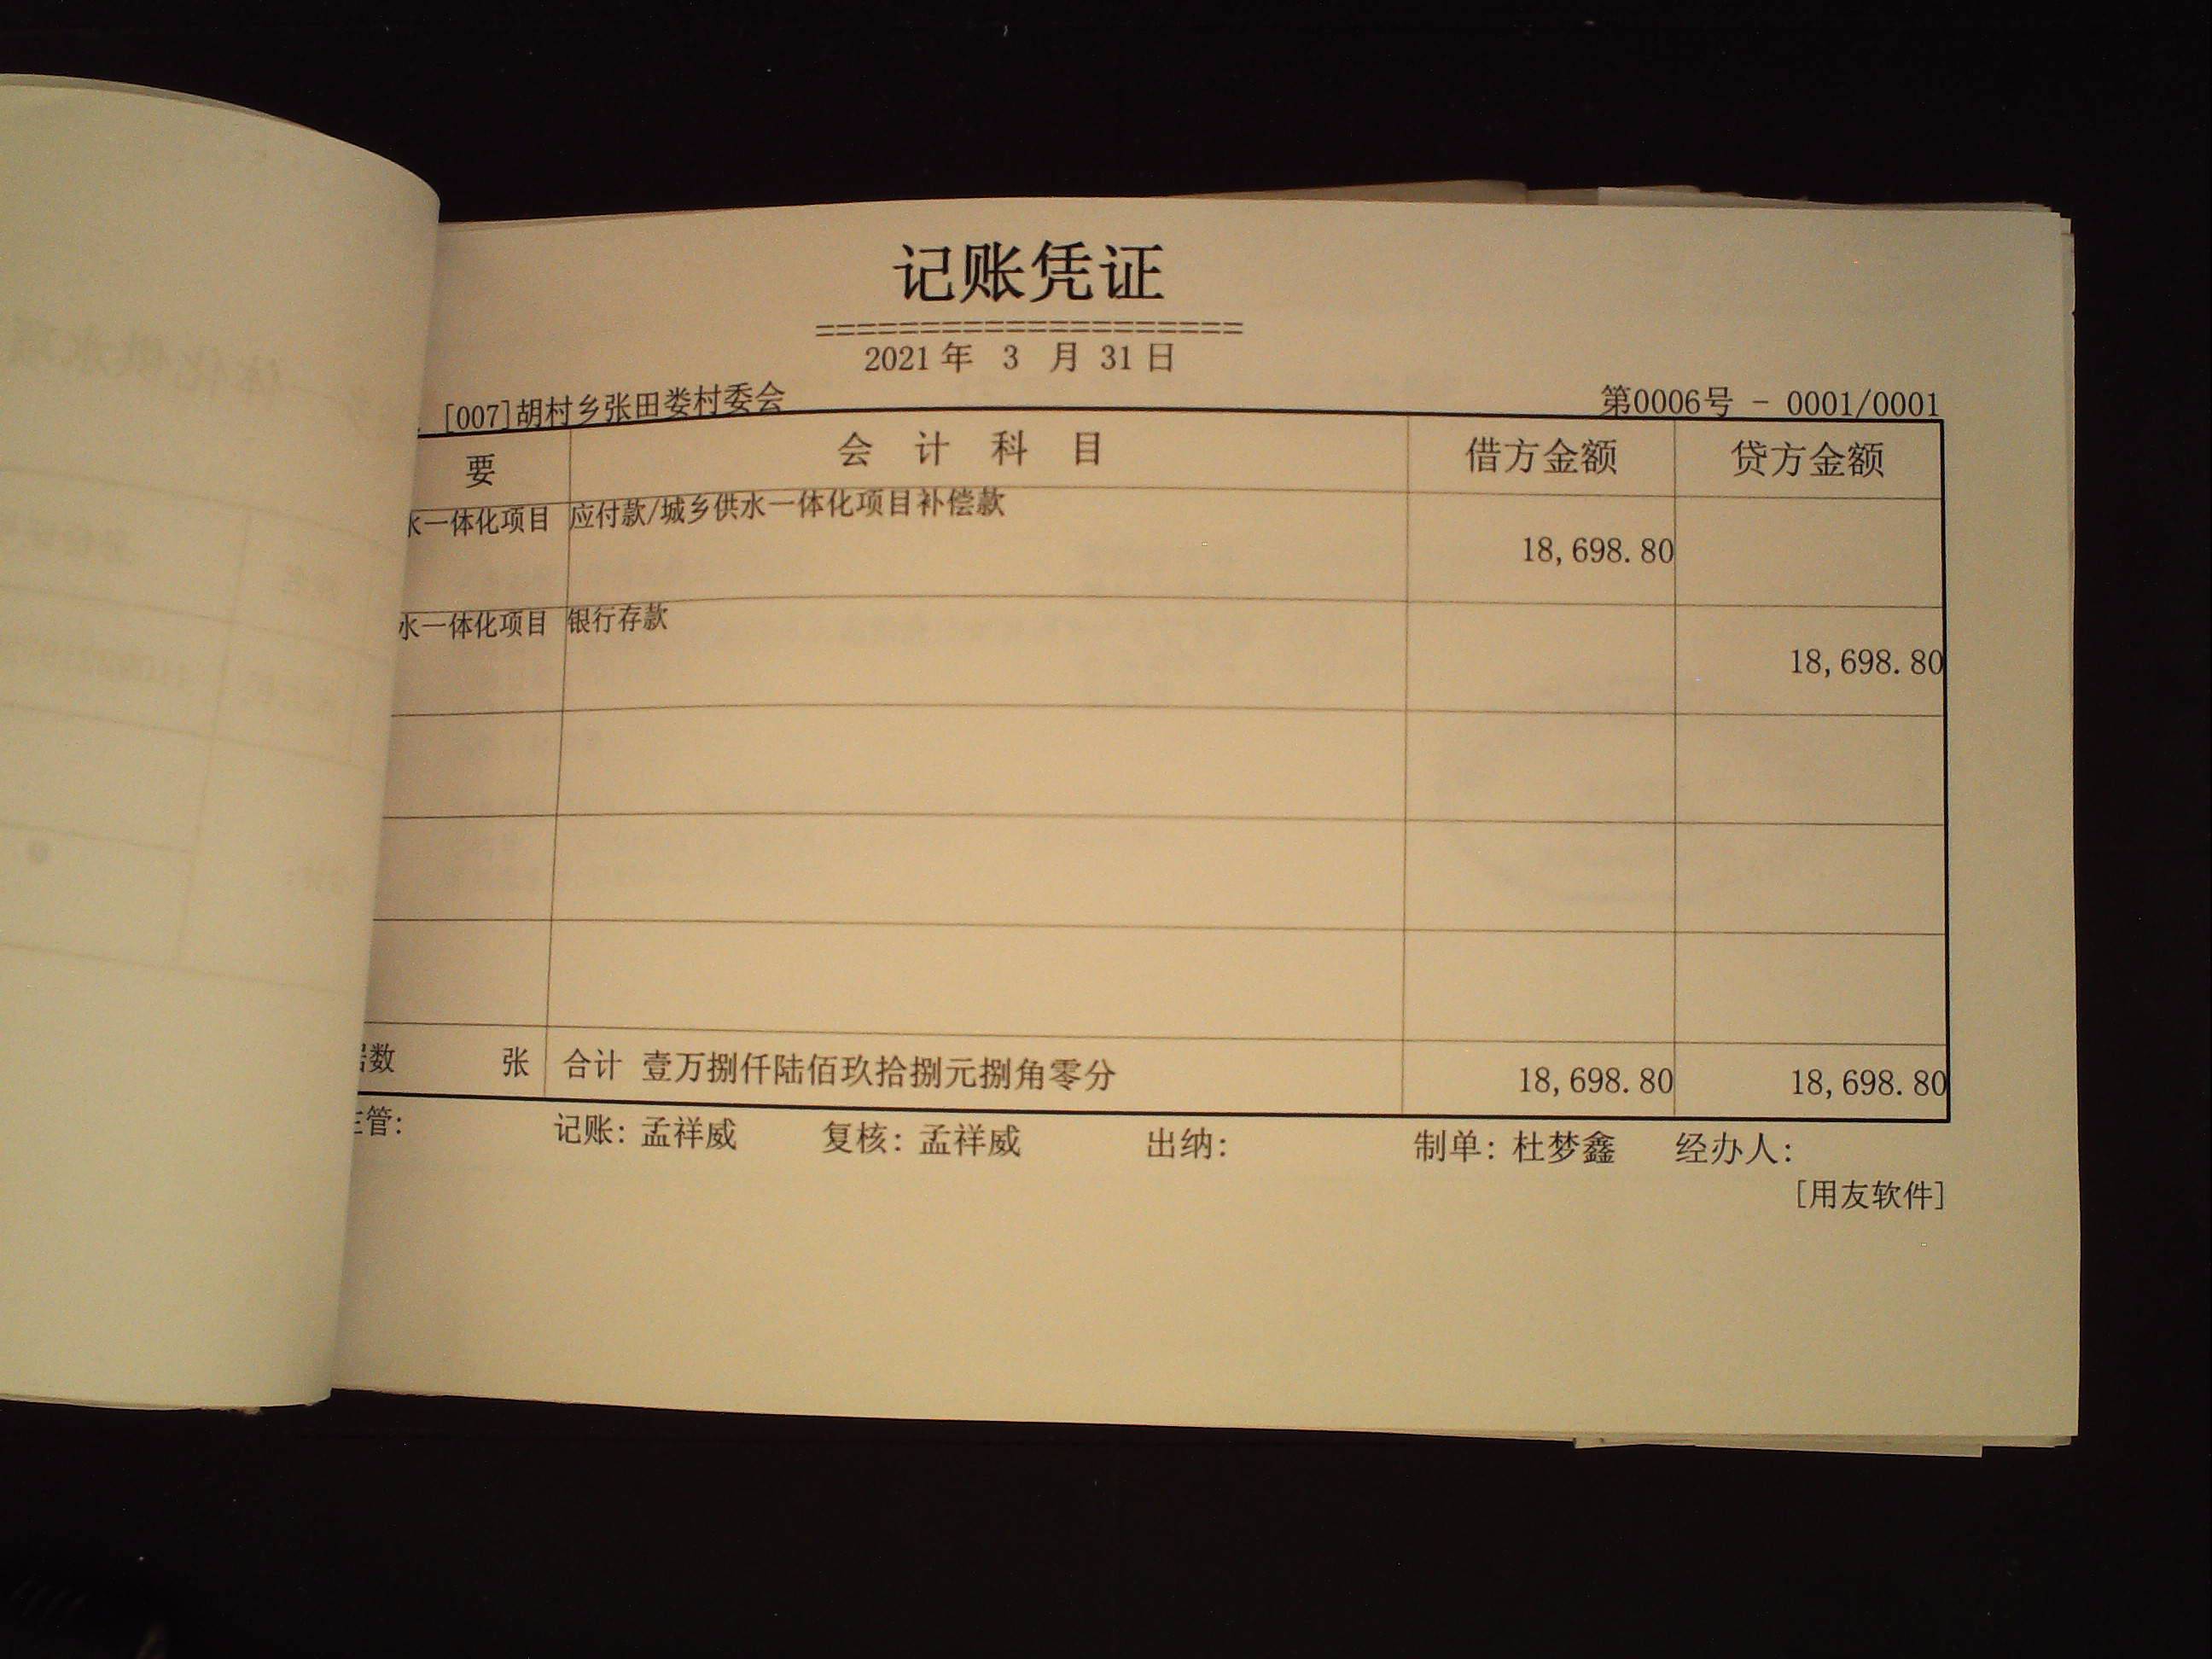 记账凭证
====================
2021 年 3 月 31 日
[007]胡村乡张田娄村委会 第0006号 - 0001/0001
要 会 计 科 目 借方金额 贷方金额
水一体化项目 应付款/城乡供水一体化项目补偿款
18,698.80
水一体化项目 银行存款
18,698.80
数 张 合计 壹万捌仟陆佰玖拾捌元捌角零分 18,698.80 18,698.80
管: 记账: 孟祥威 复核: 孟祥威 出纳: 制单: 杜梦鑫 经办人:
[用友软件]